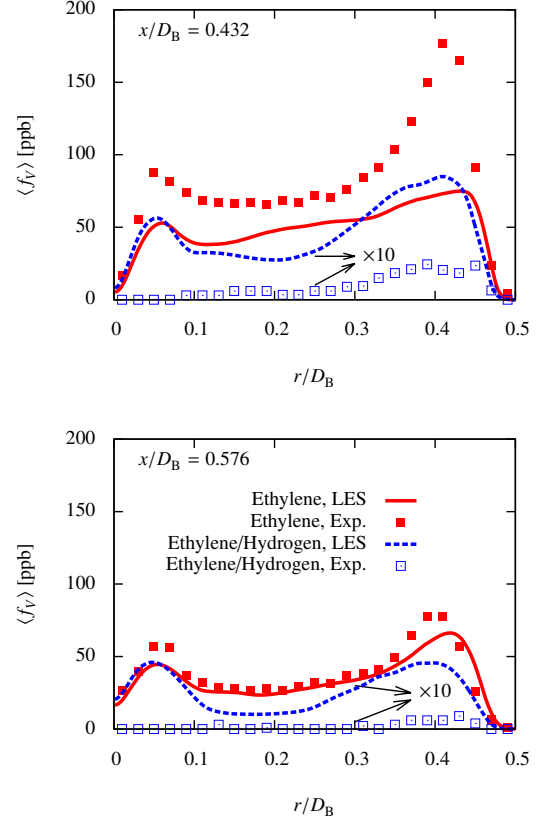 200
x/D_B = 0.432
150
100
50
0
⟨f_V⟩ [ppb]
×10
0 0.1 0.2 0.3 0.4 0.5
r/D_B
200
x/D_B = 0.576
150
100
50
0
⟨f_V⟩ [ppb]
Ethylene, LES
Ethylene, Exp.
Ethylene/Hydrogen, LES
Ethylene/Hydrogen, Exp.
×10
0 0.1 0.2 0.3 0.4 0.5
r/D_B